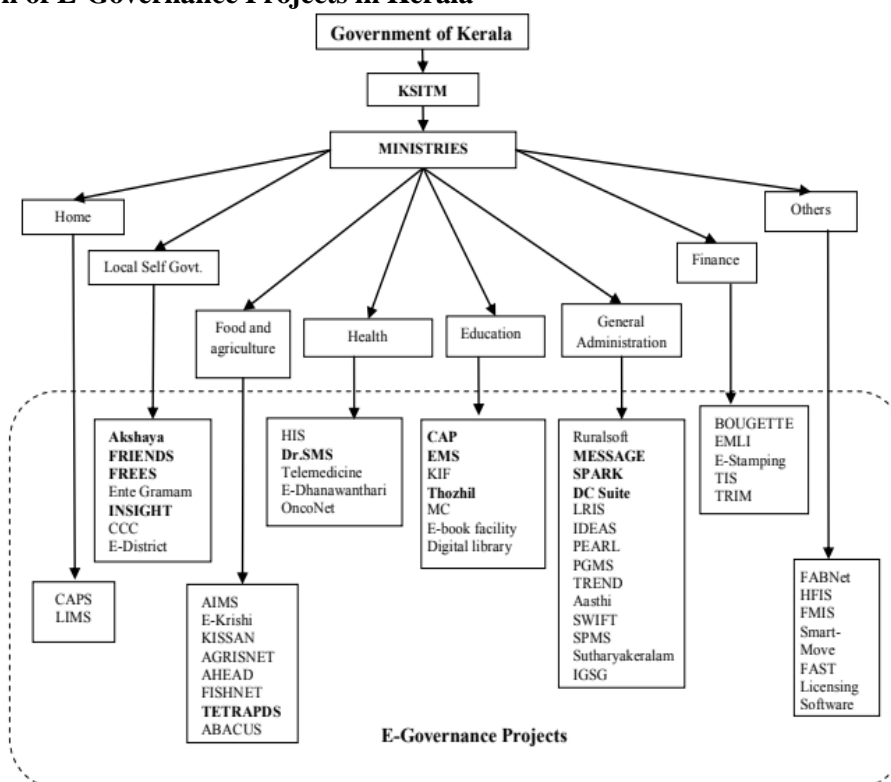 n of E-Governance Projects in Kerala
Government of Kerala
KSITM
MINISTRIES
Home
Others
Local Self Govt.
Finance
Food and
agriculture
Health
Education
General
Administration
Akshaya
FRIENDS
FREES
Ente Gramam
INSIGHT
CCC
E-District
HIS
Dr.SMS
Telemedicine
E-Dhanawanthari
OncoNet
CAP
EMS
KIF
Thozhil
MC
E-book facility
Digital library
Ruralsoft
MESSAGE
SPARK
DC Suite
LRIS
IDEAS
PEARL
PGMS
TREND
Aasthi
SWIFT
SPMS
Sutharyakeralam
IGSG
BOUGETTE
EMLI
E-Stamping
TIS
TRIM
CAPS
LIMS
AIMS
E-Krishi
KISSAN
AGRISNET
AHEAD
FISHNET
TETRAPDS
ABACUS
FABNet
HFIS
FMIS
Smart-
Move
FAST
Licensing
Software
E-Governance Projects